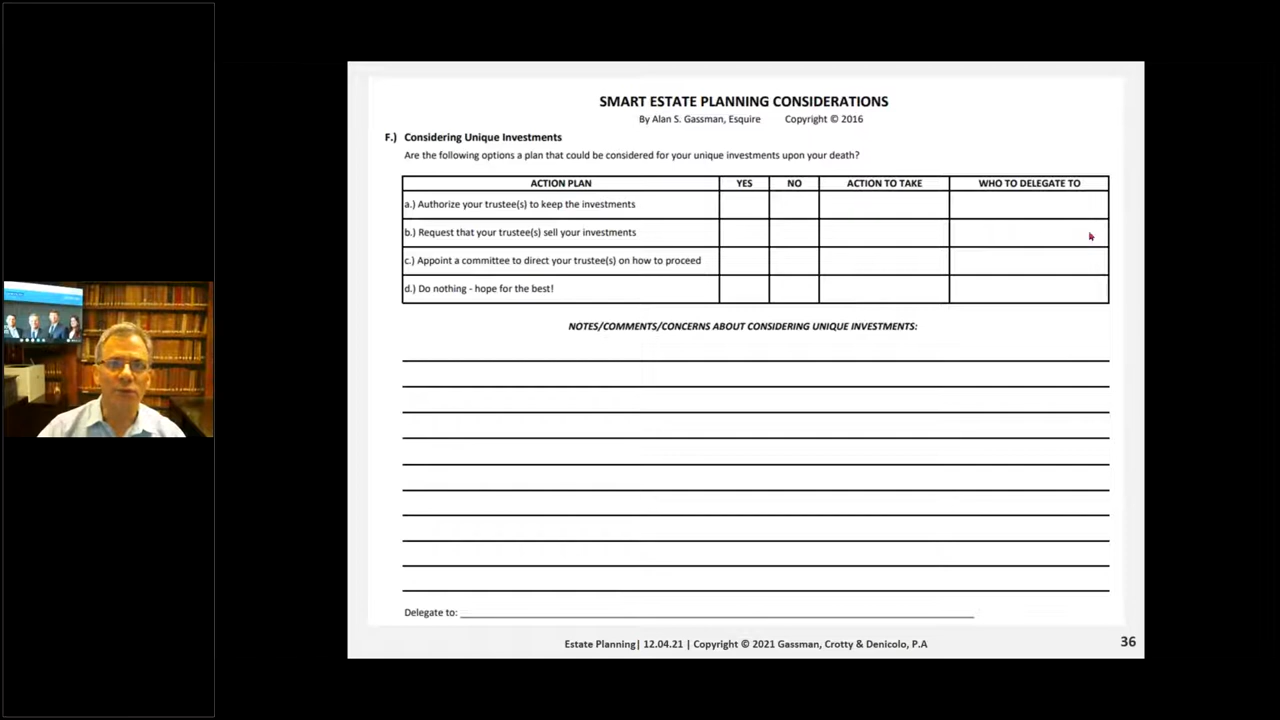 SMART ESTATE PLANNING CONSIDERATIONS
By Alan S. Gassman, Esquire Copyright © 2016
F.) Considering Unique Investments
Are the following options a plan that could be considered for your unique investments upon your death?
ACTION PLAN YES NO ACTION TO TAKE WHO TO DELEGATE TO
a.) Authorize your trustee(s) to keep the investments
b.) Request that your trustee(s) sell your investments
c.) Appoint a committee to direct your trustee(s) on how to proceed
d.) Do nothing - hope for the best!
NOTES/COMMENTS/CONCERNS ABOUT CONSIDERING UNIQUE INVESTMENTS:
Delegate to:
Estate Planning| 12.04.21 | Copyright © 2021 Gassman, Crotty & Denicolo, P.A
36